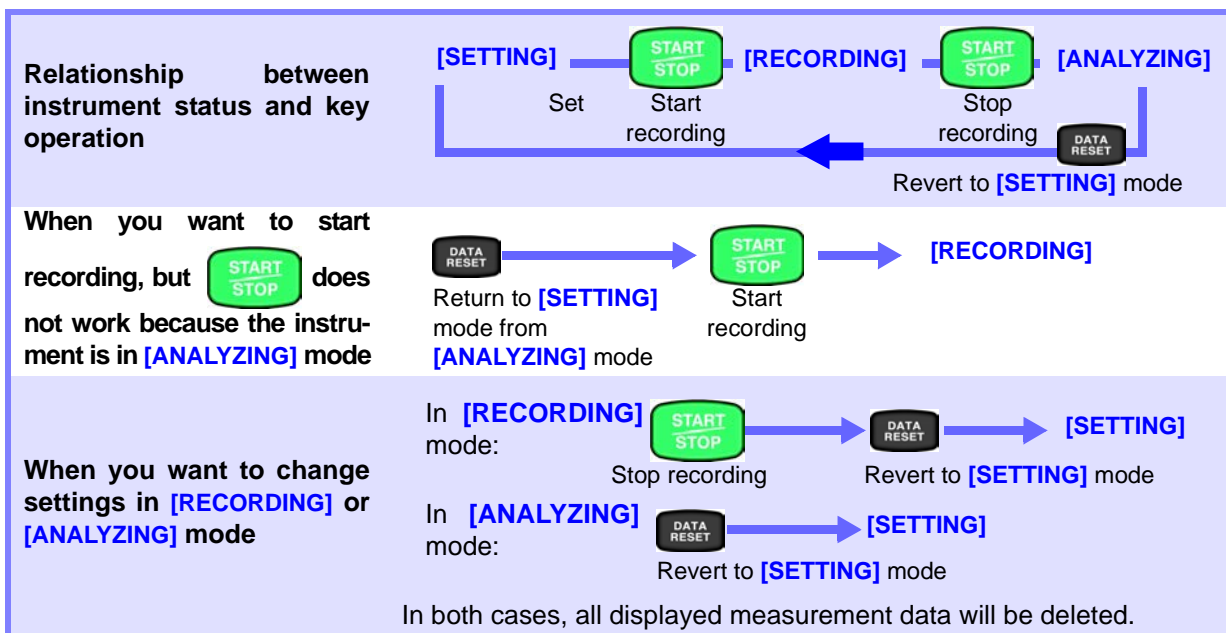 Relationship between
instrument status and key
operation
[SETTING]
START
STOP
[RECORDING]
START
STOP
[ANALYZING]
Set
Start
recording
Stop
recording
DATA
RESET
Revert to [SETTING] mode
When you want to start
recording, but START STOP does
not work because the instru-
ment is in [ANALYZING] mode
DATA
RESET
START
STOP
[RECORDING]
Return to [SETTING]
mode from
[ANALYZING] mode
Start
recording
When you want to change
settings in [RECORDING] or
[ANALYZING] mode
In [RECORDING]
mode:
START
STOP
DATA
RESET
[SETTING]
Stop recording
Revert to [SETTING] mode
In [ANALYZING]
mode:
DATA
RESET
[SETTING]
Revert to [SETTING] mode
In both cases, all displayed measurement data will be deleted.